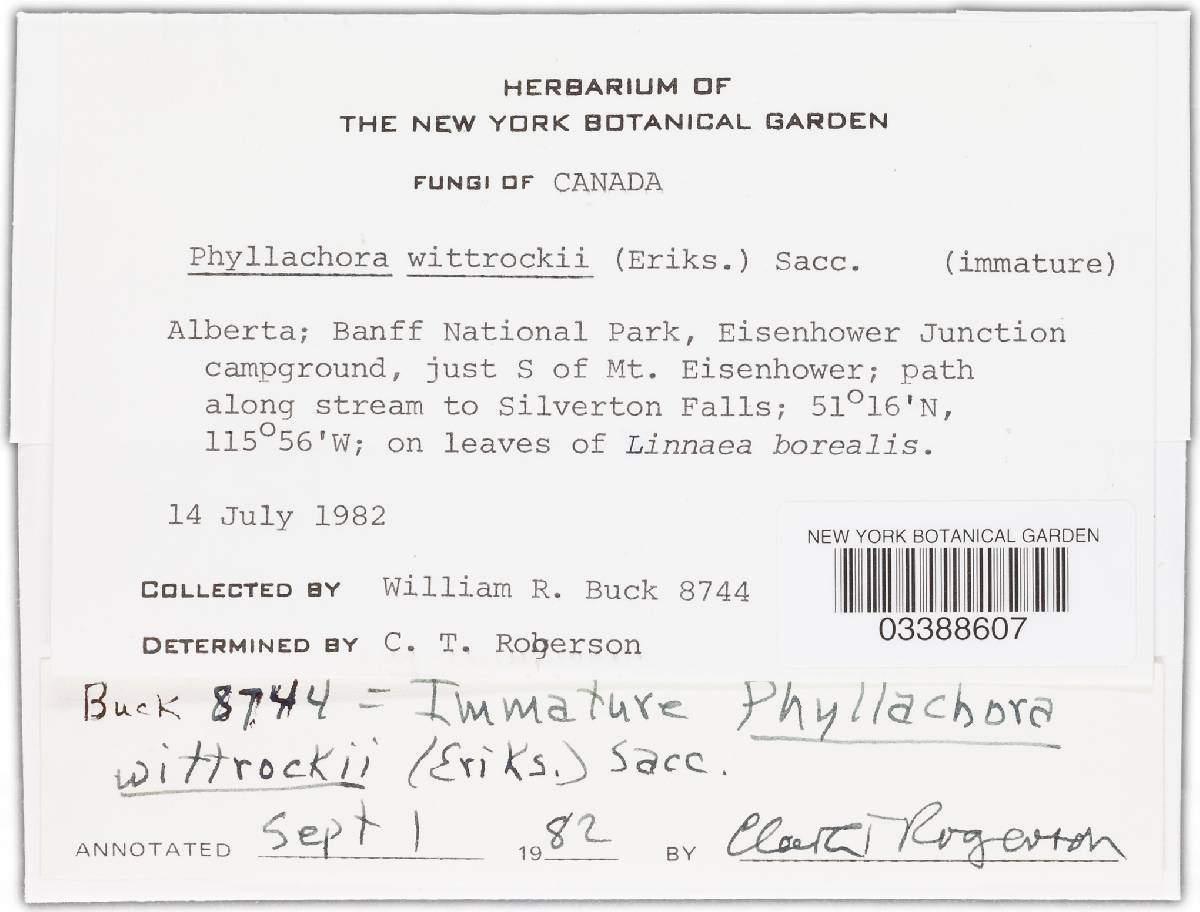 HERBARIUM OF
THE NEW YORK BOTANICAL GARDEN
FUNGI OF CANADA
Phyllachora wittrockii (Eriks.) Sacc. (immature)
Alberta; Banff National Park, Eisenhower Junction
campground, just S of Mt. Eisenhower; path
along stream to Silverton Falls; 51°16'N,
115°56'W; on leaves of Linnaea borealis.
14 July 1982
COLLECTED BY William R. Buck 8744
DETERMINED BY C. T. Rogerson
NEW YORK BOTANICAL GARDEN
03388607
Buck 8744 = Immature Phyllachora
wittrockii (Eriks.) Sacc.
ANNOTATED Sept 1 1982 BY Clark T Rogerson